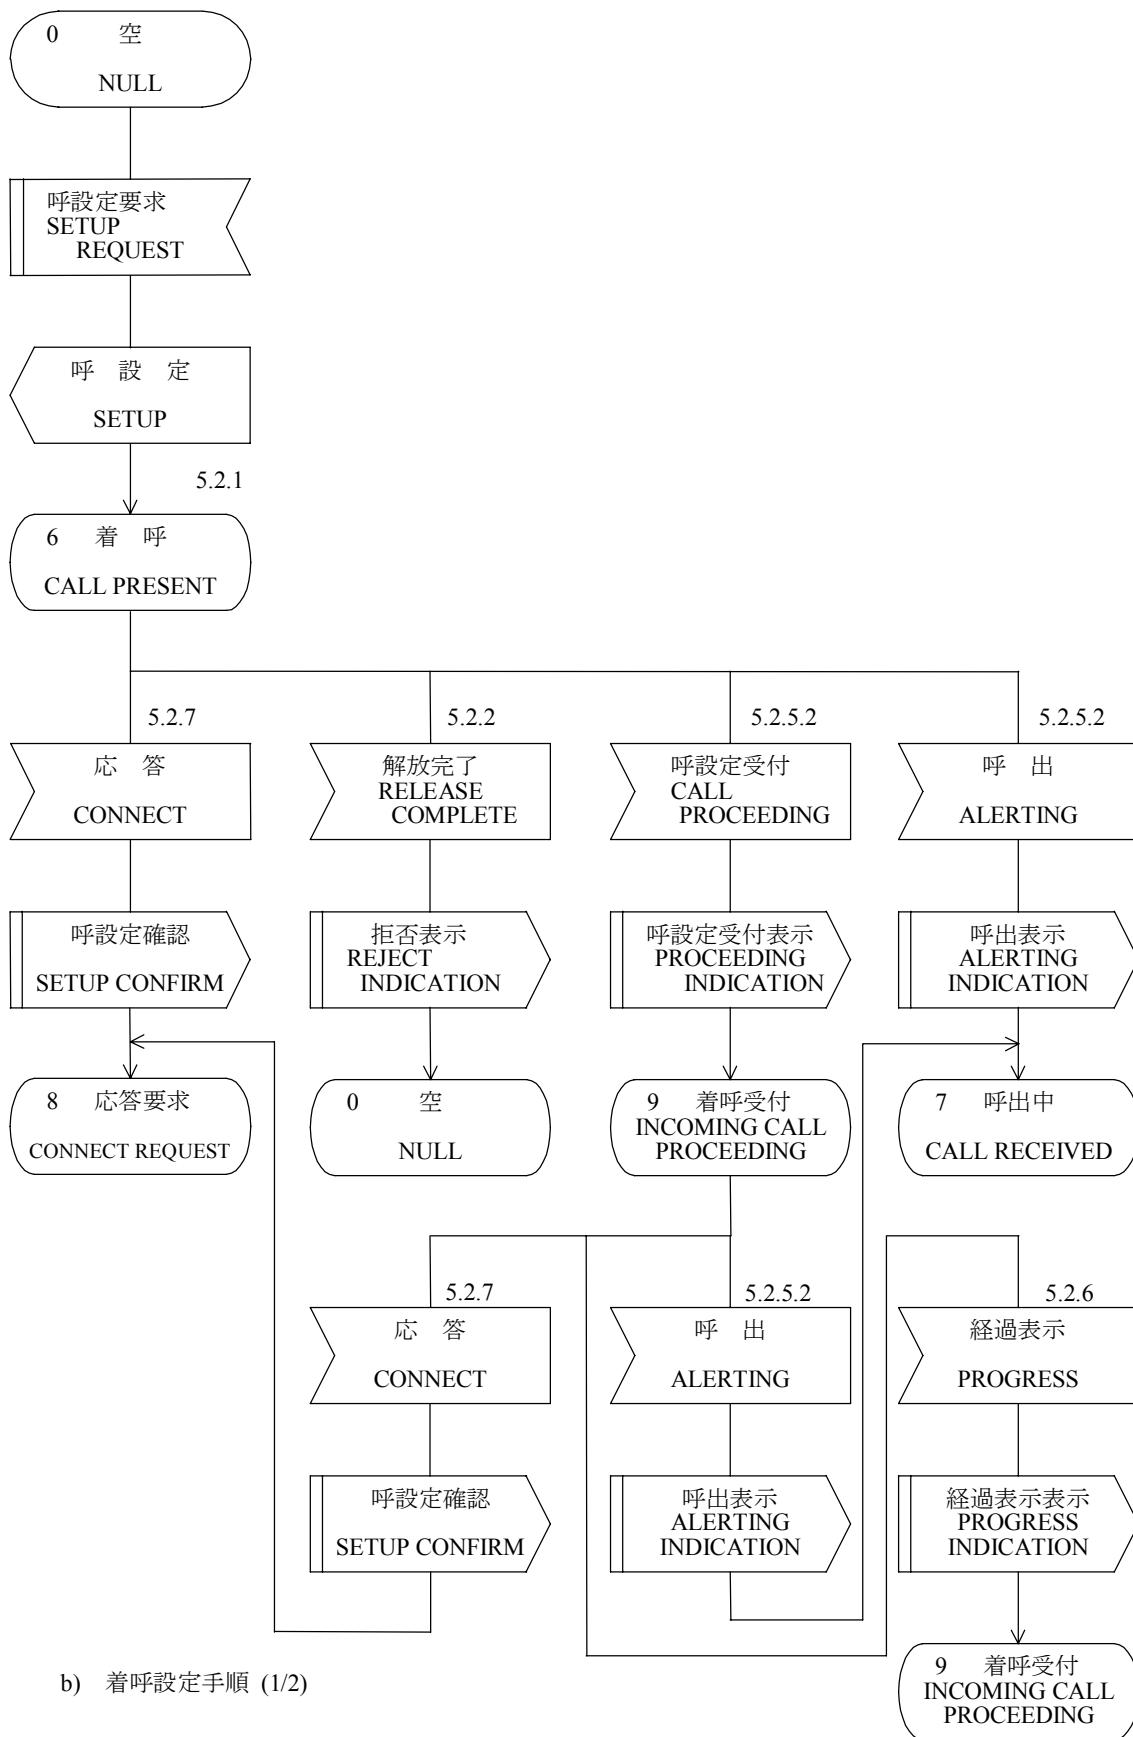 0 空
NULL
呼設定要求
SETUP
REQUEST
呼 設 定
SETUP
5.2.1
6 着 呼
CALL PRESENT
5.2.7
応 答
CONNECT
5.2.2
解放完了
RELEASE
COMPLETE
5.2.5.2
呼設定受付
CALL
PROCEEDING
5.2.5.2
呼 出
ALERTING
呼設定確認
SETUP CONFIRM
拒否表示
REJECT
INDICATION
呼設定受付表示
PROCEEDING
INDICATION
呼出表示
ALERTING
INDICATION
8 応答要求
CONNECT REQUEST
0 空
NULL
9 着呼受付
INCOMING CALL
PROCEEDING
7 呼出中
CALL RECEIVED
5.2.7
応 答
CONNECT
5.2.5.2
呼 出
ALERTING
5.2.6
経過表示
PROGRESS
呼設定確認
SETUP CONFIRM
呼出表示
ALERTING
INDICATION
経過表示表示
PROGRESS
INDICATION
9 着呼受付
INCOMING CALL
PROCEEDING
b) 着呼設定手順 (1/2)